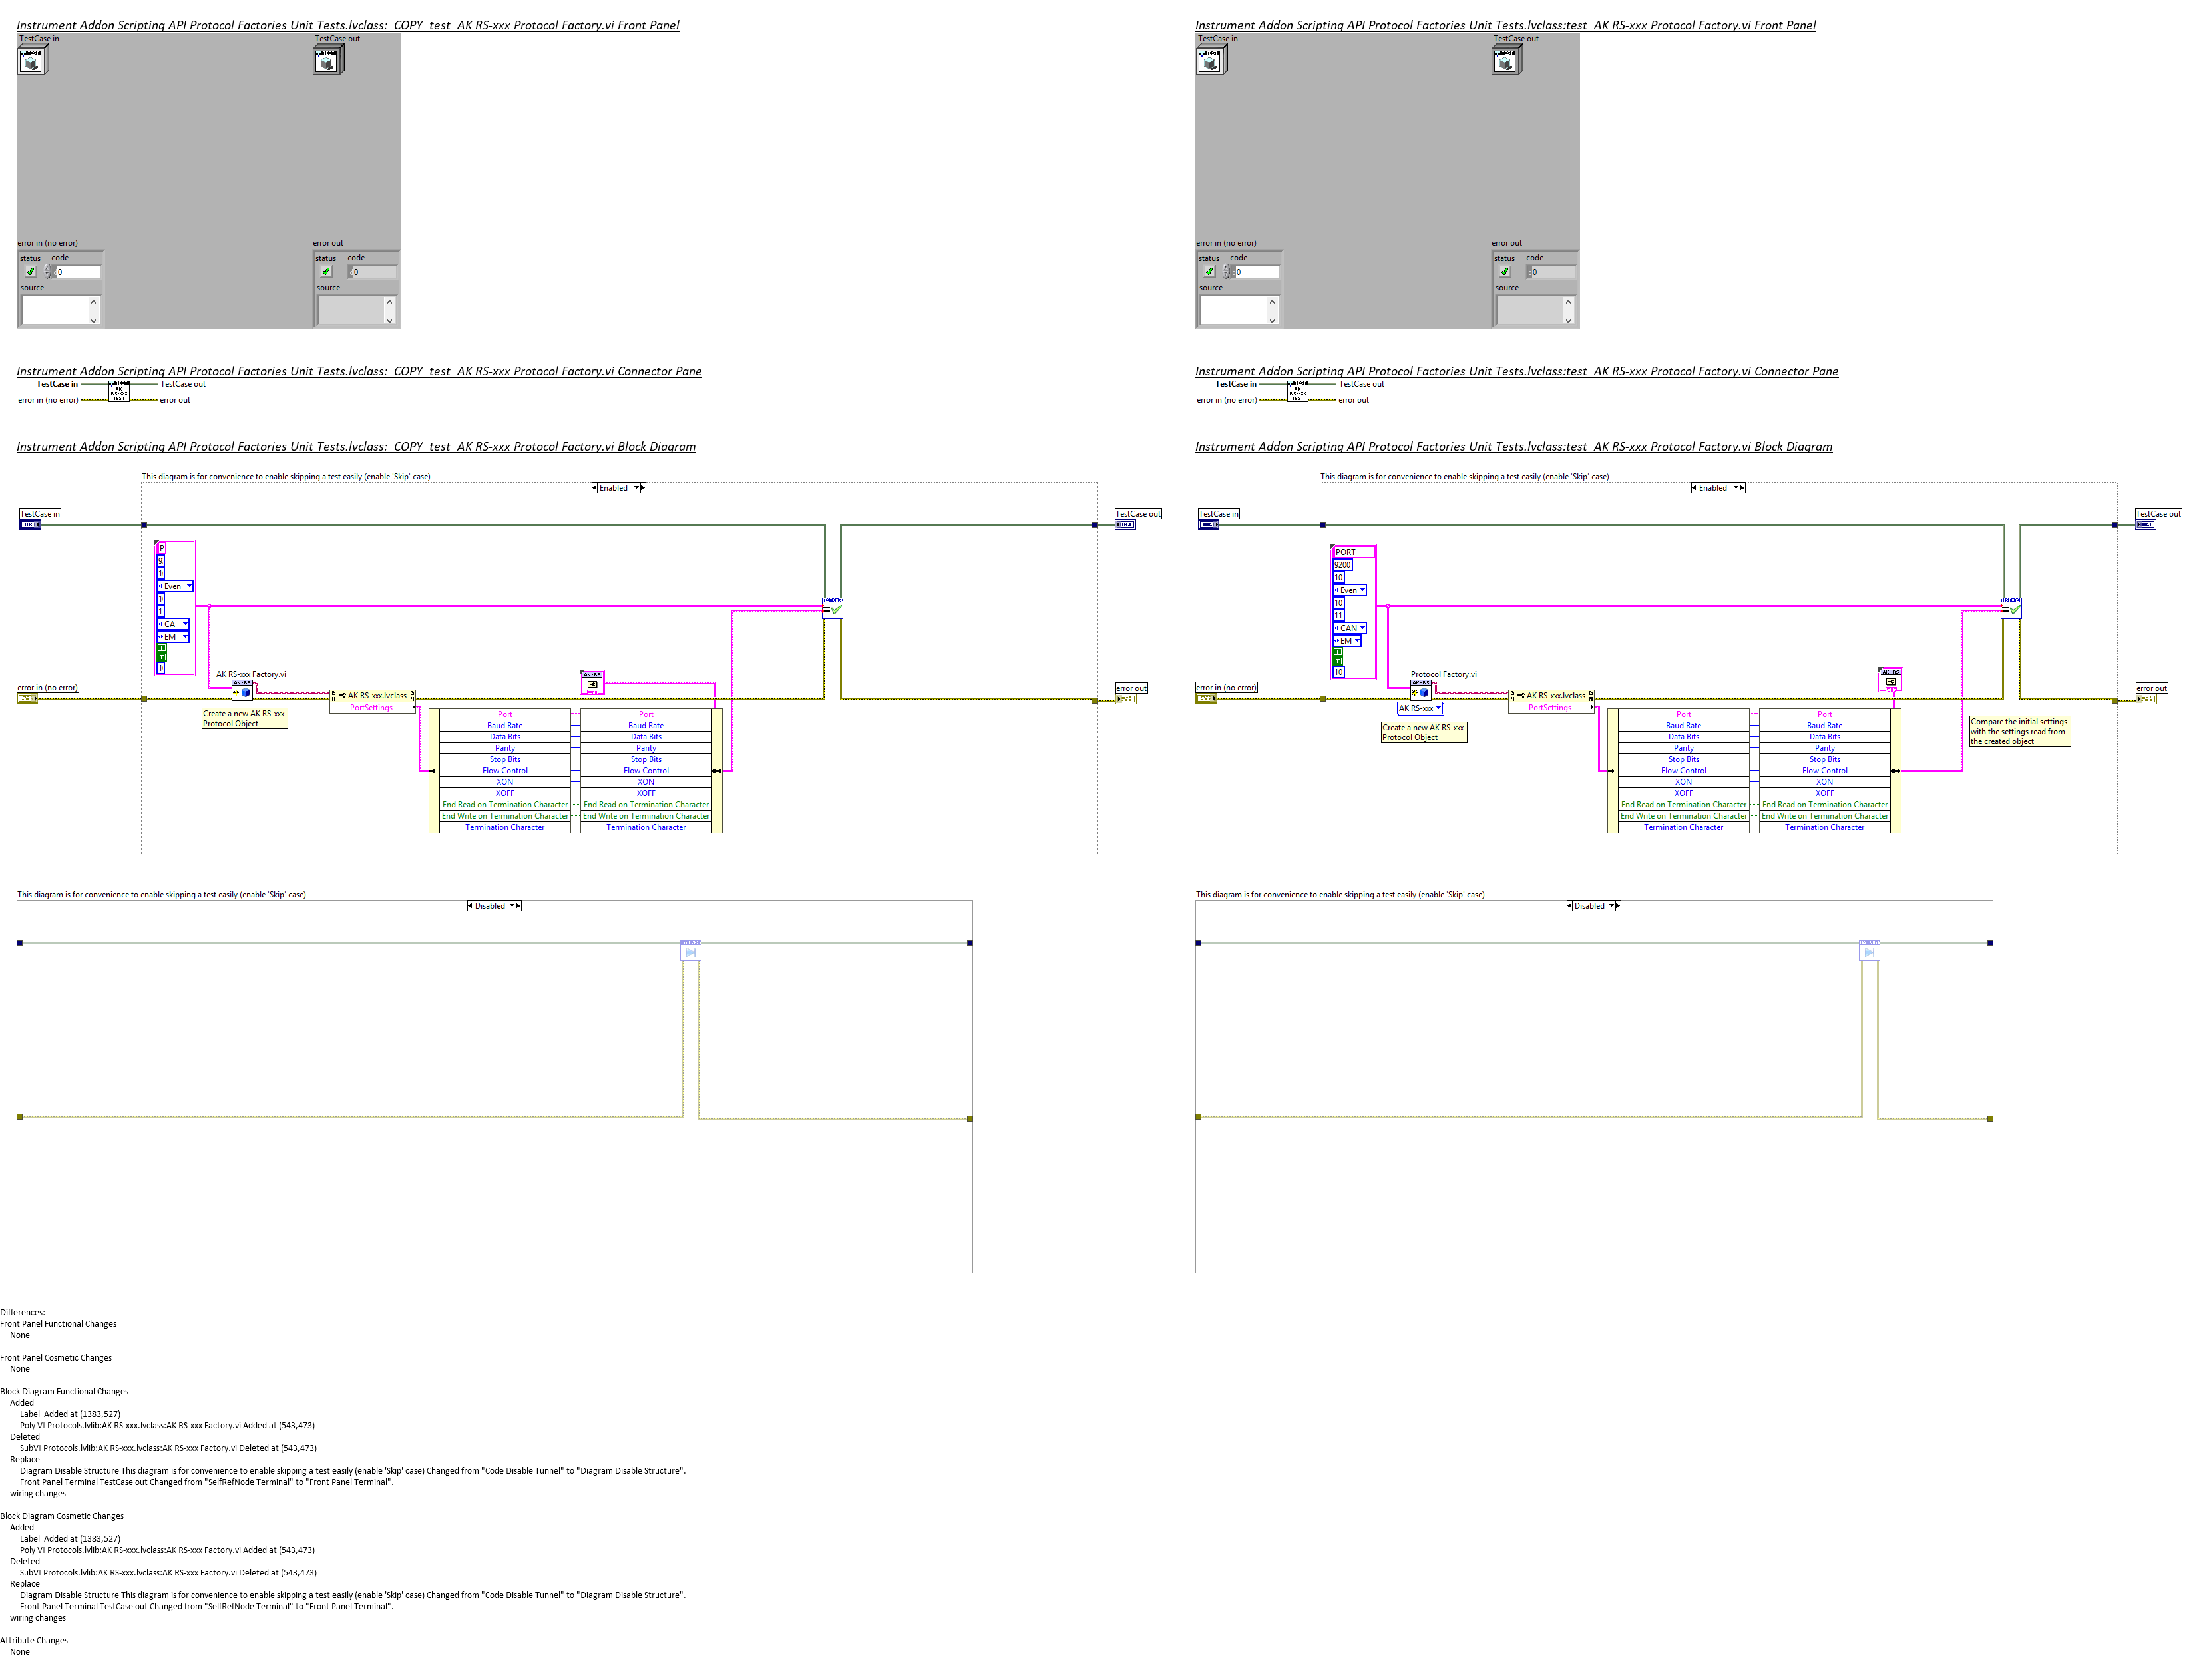 Instrument Addon Scripting API Protocol Factories Unit Tests.lvclass:_COPY_test_AK RS-xxx Protocol Factory.vi Front Panel
TestCase in
TestCase out
TEST
TEST
error in (no error)
error out
status code
status code
0
0
source
source
Instrument Addon Scripting API Protocol Factories Unit Tests.lvclass:test_AK RS-xxx Protocol Factory.vi Front Panel
TestCase in
TestCase out
TEST
TEST
error in (no error)
error out
status code
status code
0
0
source
source
Instrument Addon Scripting API Protocol Factories Unit Tests.lvclass:_COPY_test_AK RS-xxx Protocol Factory.vi Connector Pane
TestCase in
TestCase out
TEST
AK
RS-XXX
TEST
error in (no error)
error out
Instrument Addon Scripting API Protocol Factories Unit Tests.lvclass:test_AK RS-xxx Protocol Factory.vi Connector Pane
TestCase in
TestCase out
TEST
AK
RS-XXX
TEST
error in (no error)
error out
Instrument Addon Scripting API Protocol Factories Unit Tests.lvclass:_COPY_test_AK RS-xxx Protocol Factory.vi Block Diagram
This diagram is for convenience to enable skipping a test easily (enable 'Skip' case)
Enabled
TestCase in
OBJ
TestCase out
OBJ
P
9
1
Even
1
1
CA
EM
T
T
1
TESTCASE
AK RS-xxx Factory.vi
AK-RS
error in (no error)
Create a new AK RS-xxx
Protocol Object
AK RS-xxx.lvclass
PortSettings
AK-RS
error out
Port Port
Baud Rate Baud Rate
Data Bits Data Bits
Parity Parity
Stop Bits Stop Bits
Flow Control Flow Control
XON XON
XOFF XOFF
End Read on Termination Character End Read on Termination Character
End Write on Termination Character End Write on Termination Character
Termination Character Termination Character
Instrument Addon Scripting API Protocol Factories Unit Tests.lvclass:test_AK RS-xxx Protocol Factory.vi Block Diagram
This diagram is for convenience to enable skipping a test easily (enable 'Skip' case)
Enabled
TestCase in
OBJ
TestCase out
OBJ
PORT
9200
10
Even
10
11
CAN
EM
T
T
10
TESTCASE
Protocol Factory.vi
AK-RS
AK RS-xxx
error in (no error)
Create a new AK RS-xxx
Protocol Object
AK RS-xxx.lvclass
PortSettings
AK-RS
error out
Compare the initial settings
with the settings read from
the created object
Port Port
Baud Rate Baud Rate
Data Bits Data Bits
Parity Parity
Stop Bits Stop Bits
Flow Control Flow Control
XON XON
XOFF XOFF
End Read on Termination Character End Read on Termination Character
End Write on Termination Character End Write on Termination Character
Termination Character Termination Character
This diagram is for convenience to enable skipping a test easily (enable 'Skip' case)
Disabled
This diagram is for convenience to enable skipping a test easily (enable 'Skip' case)
Disabled
Differences:
Front Panel Functional Changes
None
Front Panel Cosmetic Changes
None
Block Diagram Functional Changes
Added
Label Added at (1383,527)
Poly VI Protocols.lvlib:AK RS-xxx.lvclass:AK RS-xxx Factory.vi Added at (543,473)
Deleted
SubVI Protocols.lvlib:AK RS-xxx.lvclass:AK RS-xxx Factory.vi Deleted at (543,473)
Replace
Diagram Disable Structure This diagram is for convenience to enable skipping a test easily (enable 'Skip' case) Changed from "Code Disable Tunnel" to "Diagram Disable Structure".
Front Panel Terminal TestCase out Changed from "SelfRefNode Terminal" to "Front Panel Terminal".
wiring changes
Block Diagram Cosmetic Changes
Added
Label Added at (1383,527)
Poly VI Protocols.lvlib:AK RS-xxx.lvclass:AK RS-xxx Factory.vi Added at (543,473)
Deleted
SubVI Protocols.lvlib:AK RS-xxx.lvclass:AK RS-xxx Factory.vi Deleted at (543,473)
Replace
Diagram Disable Structure This diagram is for convenience to enable skipping a test easily (enable 'Skip' case) Changed from "Code Disable Tunnel" to "Diagram Disable Structure".
Front Panel Terminal TestCase out Changed from "SelfRefNode Terminal" to "Front Panel Terminal".
wiring changes
Attribute Changes
None